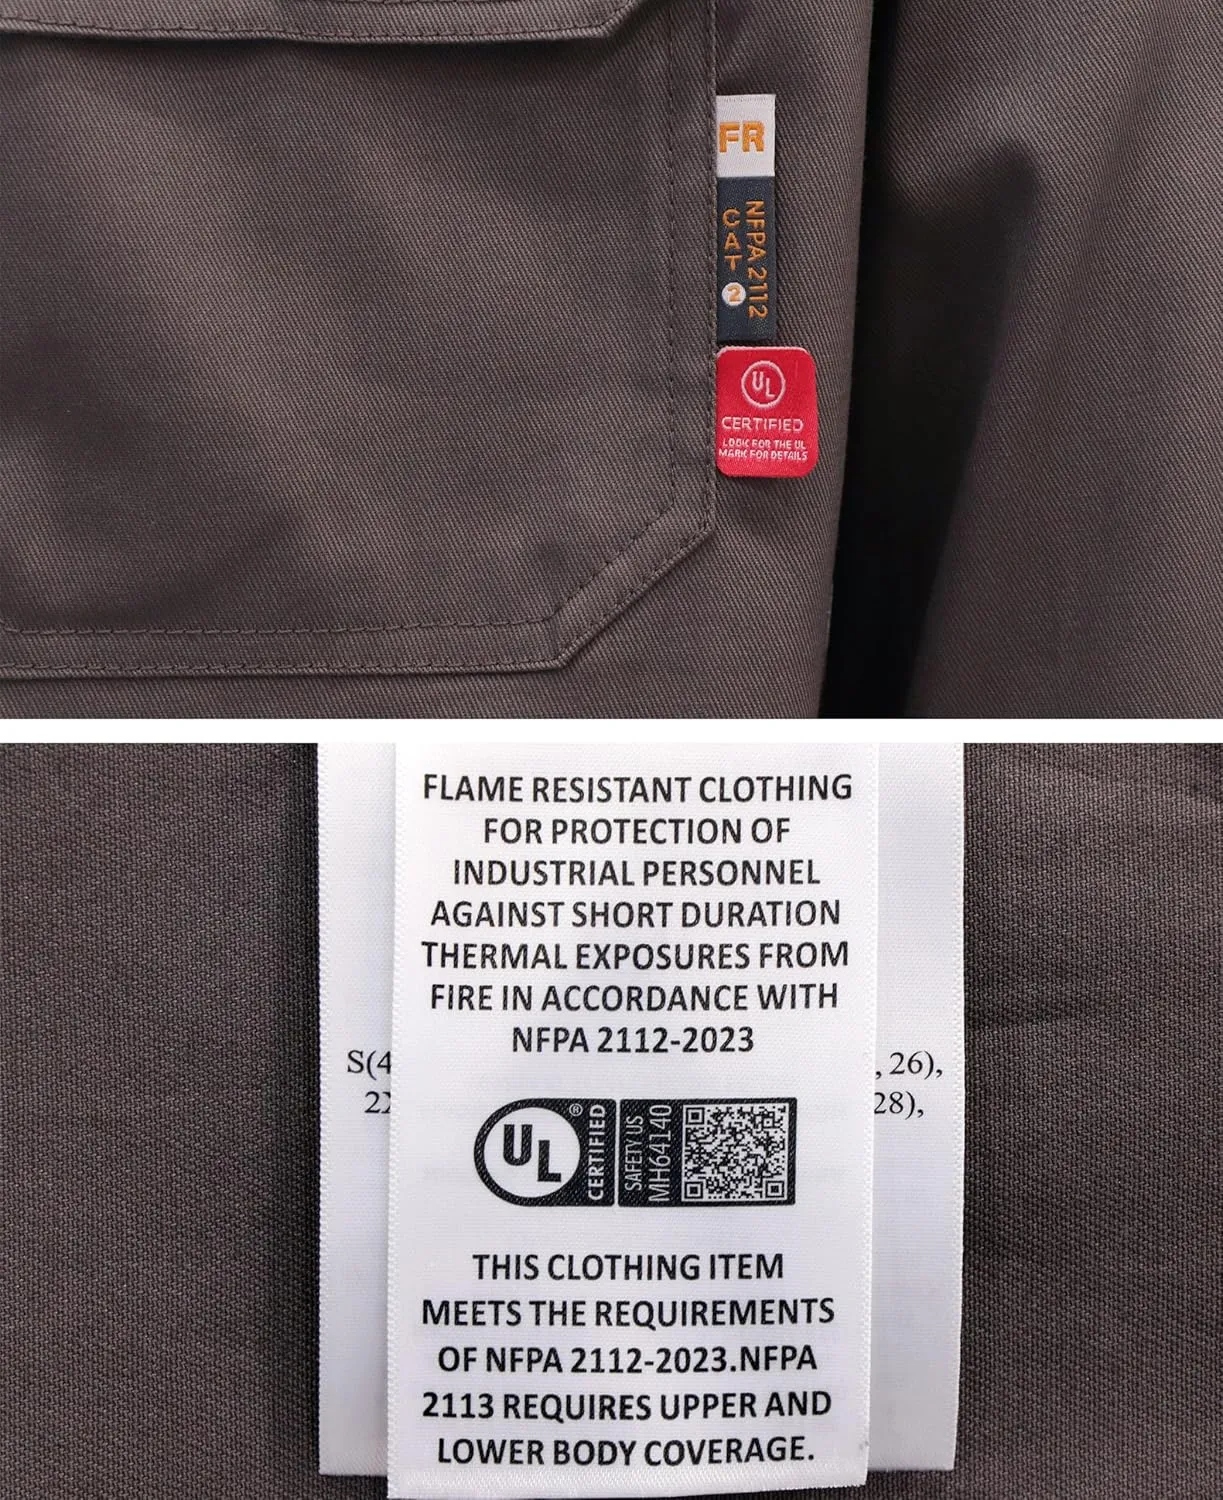 FR
NFPA 2112
CAT 2
UL
CERTIFIED
LOOK FOR THE UL
MARK FOR DETAILS
FLAME RESISTANT CLOTHING
FOR PROTECTION OF
INDUSTRIAL PERSONNEL
AGAINST SHORT DURATION
THERMAL EXPOSURES FROM
FIRE IN ACCORDANCE WITH
NFPA 2112-2023
S(4
, 26),
28),
UL ®
CERTIFIED
SAFETY US
MH64140
THIS CLOTHING ITEM
MEETS THE REQUIREMENTS
OF NFPA 2112-2023.NFPA
2113 REQUIRES UPPER AND
LOWER BODY COVERAGE.